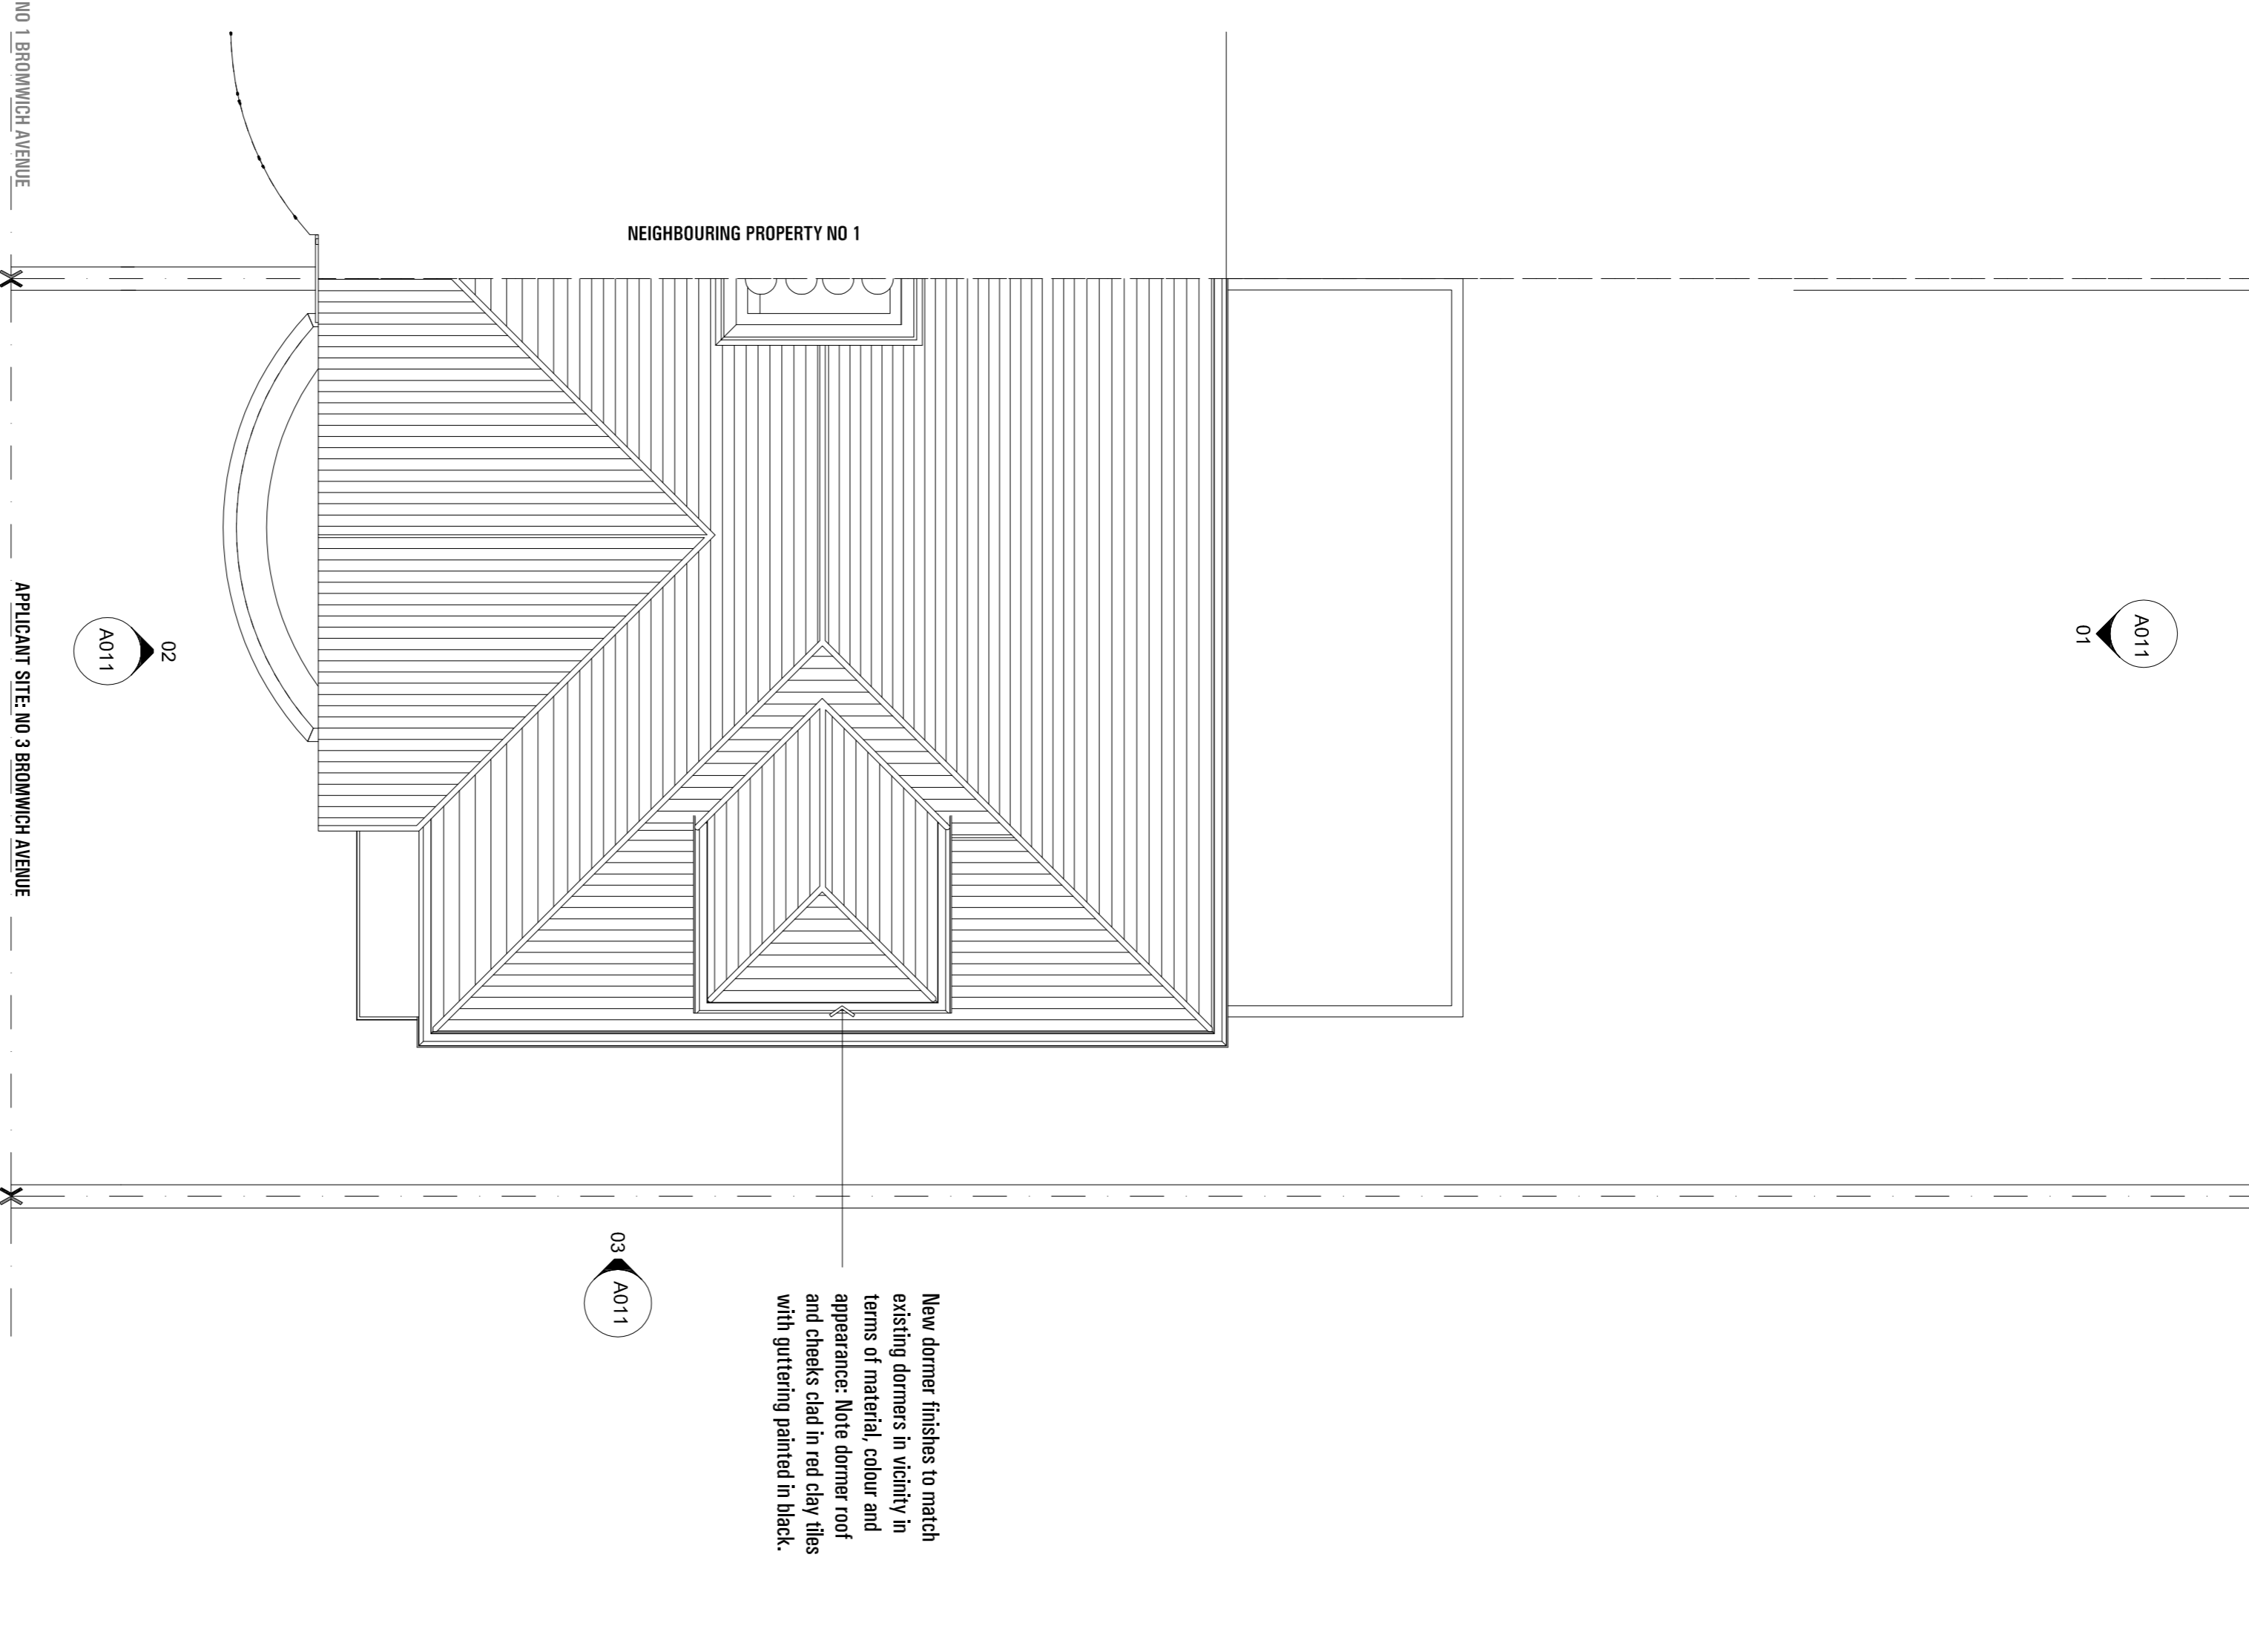 NO 1 BROMWICH AVENUE
APPLICANT SITE: NO 3 BROMWICH AVENUE
NEIGHBOURING PROPERTY NO 1
02
A011
A011
01
03
A011
New dormer finishes to match
existing dormers in vicinity in
terms of material, colour and
appearance: Note dormer roof
and cheeks clad in red clay tiles
with guttering painted in black.